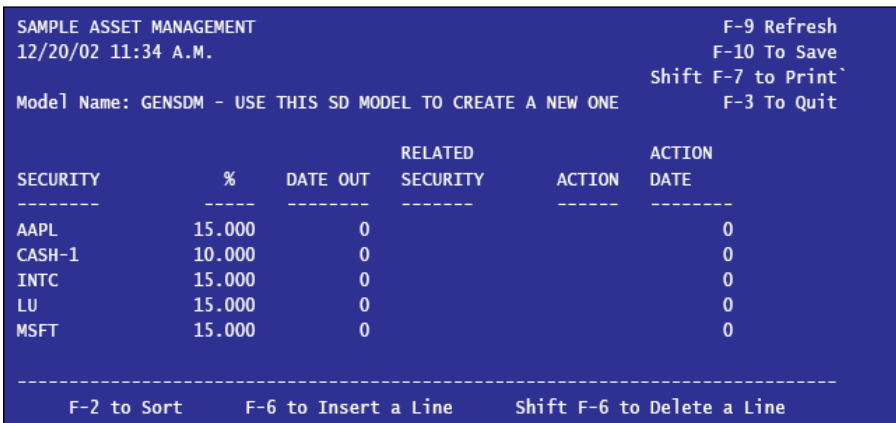 SAMPLE ASSET MANAGEMENT F-9 Refresh
12/20/02 11:34 A.M. F-10 To Save
Shift F-7 to Print`
Model Name: GENSDM - USE THIS SD MODEL TO CREATE A NEW ONE F-3 To Quit
RELATED ACTION
SECURITY % DATE OUT SECURITY ACTION DATE
-------- ----- -------- ------- ------ --------
AAPL 15.000 0 0
CASH-1 10.000 0 0
INTC 15.000 0 0
LU 15.000 0 0
MSFT 15.000 0 0
-------------------------------------------------------------------------------
F-2 to Sort F-6 to Insert a Line Shift F-6 to Delete a Line